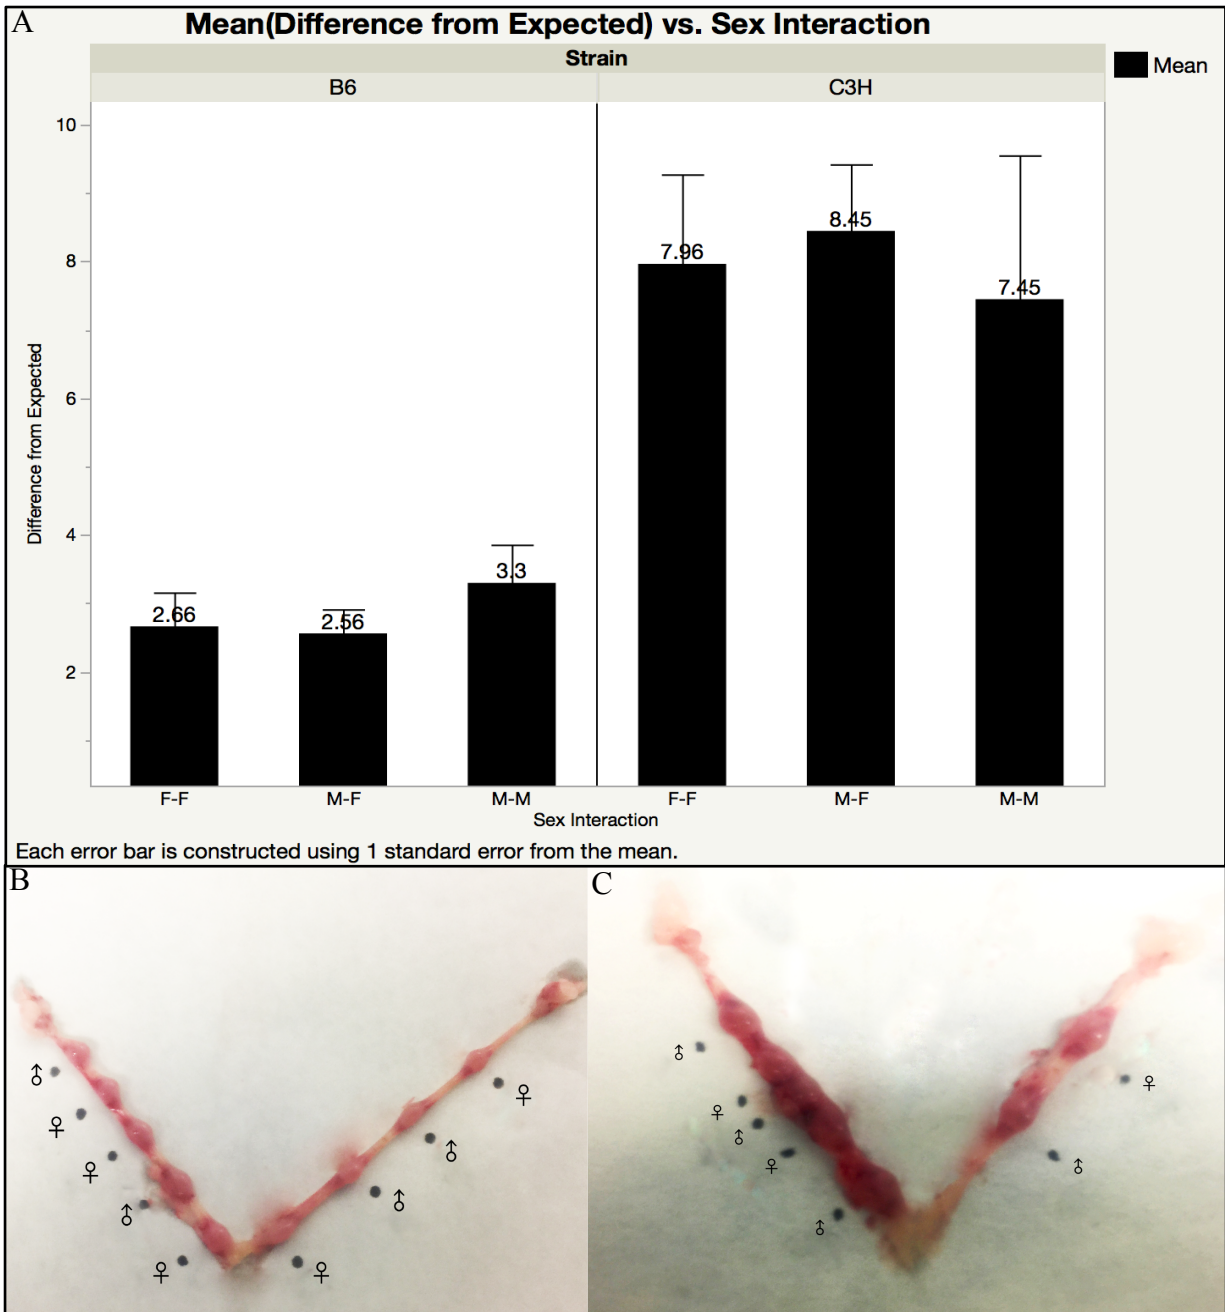 A
Mean(Difference from Expected) vs. Sex Interaction
Strain
B6 C3H
Mean
10
8
6
4
2
Difference from Expected
2.66
2.56
3.3
7.96
8.45
7.45
F-F M-F M-M F-F M-F M-M
Sex Interaction
Each error bar is constructed using 1 standard error from the mean.
B
♂
♀
♀
♂
♀
♀
♂
♂
♀
C
♂
♀
♂
♀
♂
♂
♀